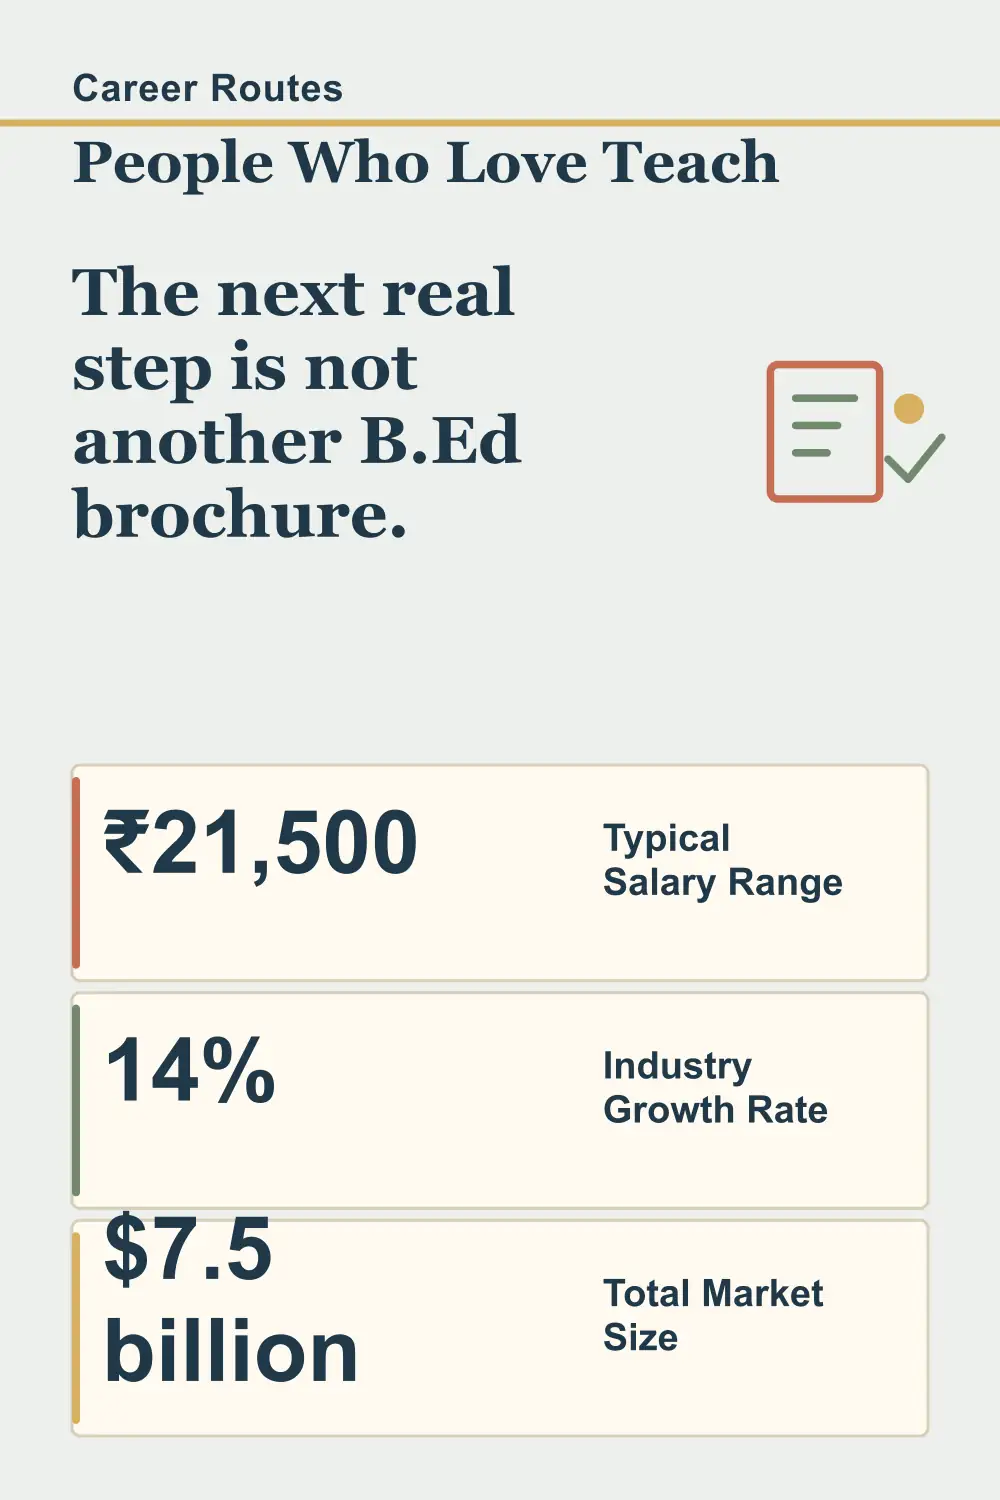 Career Routes
People Who Love Teach
The next real
step is not
another B.Ed
brochure.
₹21,500
Typical
Salary Range
14%
Industry
Growth Rate
$7.5
billion
Total Market
Size